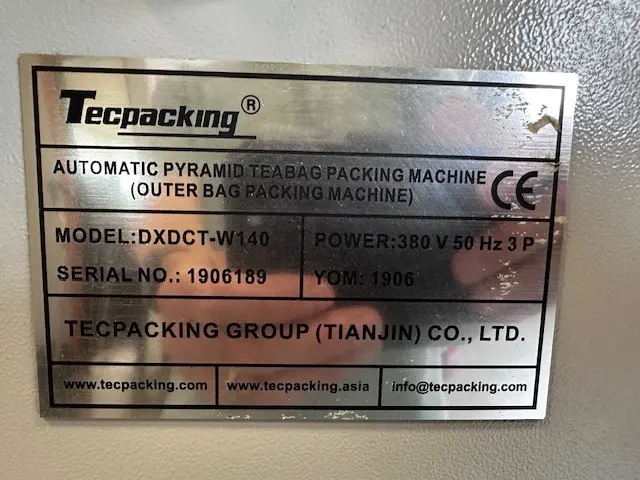 Tecpacking®
AUTOMATIC PYRAMID TEABAG PACKING MACHINE
(OUTER BAG PACKING MACHINE)
CE
MODEL:DXDCT-W140
POWER:380 V 50 Hz 3 P
SERIAL NO.: 1906189
YOM: 1906
TECPACKING GROUP (TIANJIN) CO., LTD.
www.tecpacking.com
www.tecpacking.asia
info@tecpacking.com